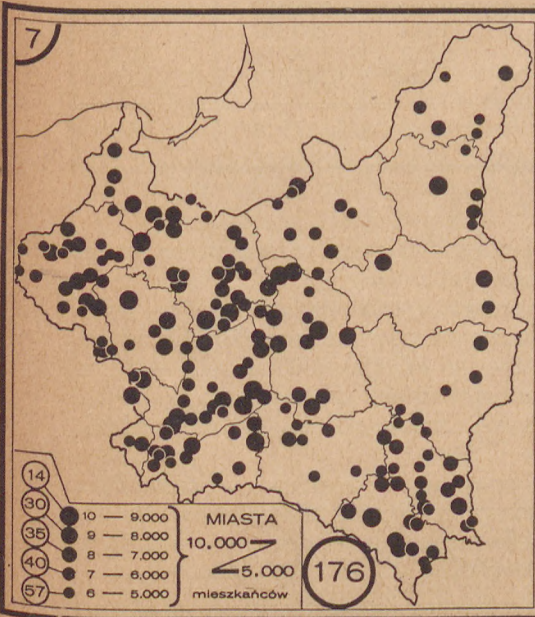 7
14
10 — 9.000
30
9 — 8.000
35
8 — 7.000
40
7 — 6.000
57
6 — 5.000
MIASTA
10.000 —
— 5.000
mieszkańców
176